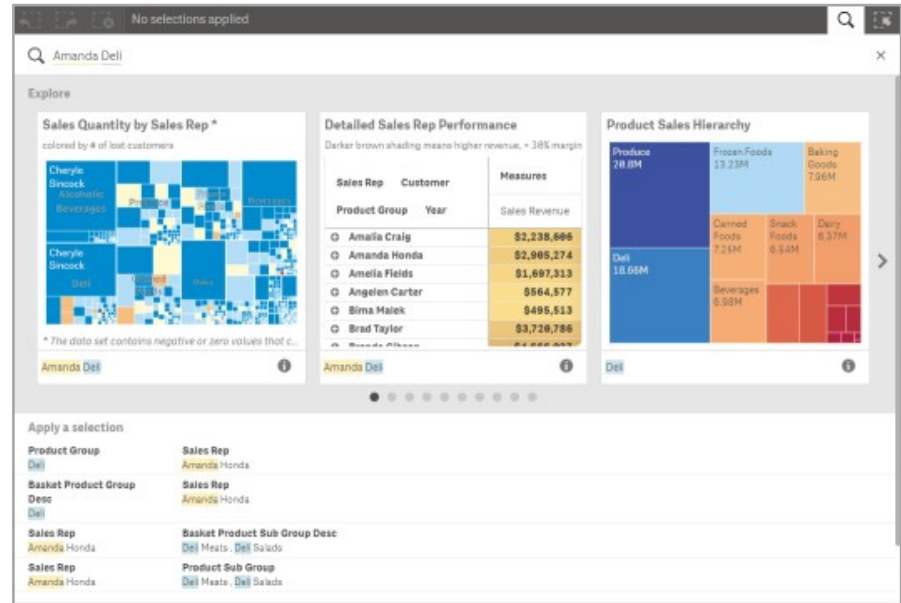 No selections applied
Amanda Deli
Explore
Sales Quantity by Sales Rep *
colored by # of lost customers
Cheryle
Sincock
Alcoholic
Beverages
Produce
Beverages
Cheryle
Sincock
Deli
Canned
Baking
* The data set contains negative or zero values that c...
Amanda Deli
Detailed Sales Rep Performance
Darker brown shading means higher revenue, < 30% margin
Sales Rep Customer
Measures
Product Group Year
Sales Revenue
Amalia Craig $2,238,606
Amanda Honda $2,905,274
Amelia Fields $1,697,313
Angelen Carter $564,577
Bima Malek $495,513
Brad Taylor $3,720,786
Brenda Gibson
Amanda Deli
Product Sales Hierarchy
Produce
20.8M
Frozen Foods
13.23M
Baking
Goods
7.96M
Deli
18.66M
Canned
Foods
7.25M
Snack
Foods
6.54M
Dairy
6.37M
Beverages
6.98M
Deli
Apply a selection
Product Group Sales Rep
Deli Amanda Honda
Basket Product Group Sales Rep
Desc Amanda Honda
Deli
Sales Rep Basket Product Sub Group Desc
Amanda Honda Deli Meats , Deli Salads
Sales Rep Product Sub Group
Amanda Honda Deli Meats , Deli Salads